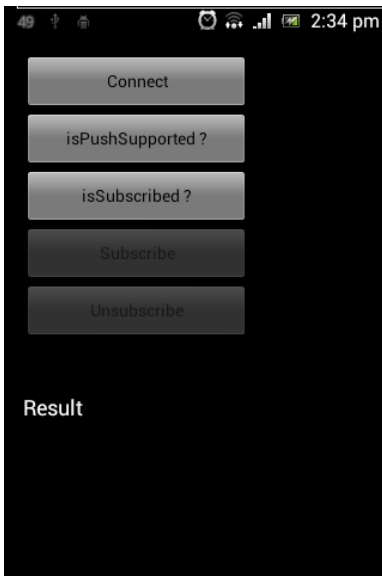 49 2:34 pm
Connect
isPushSupported ?
isSubscribed ?
Subscribe
Unsubscribe
Result